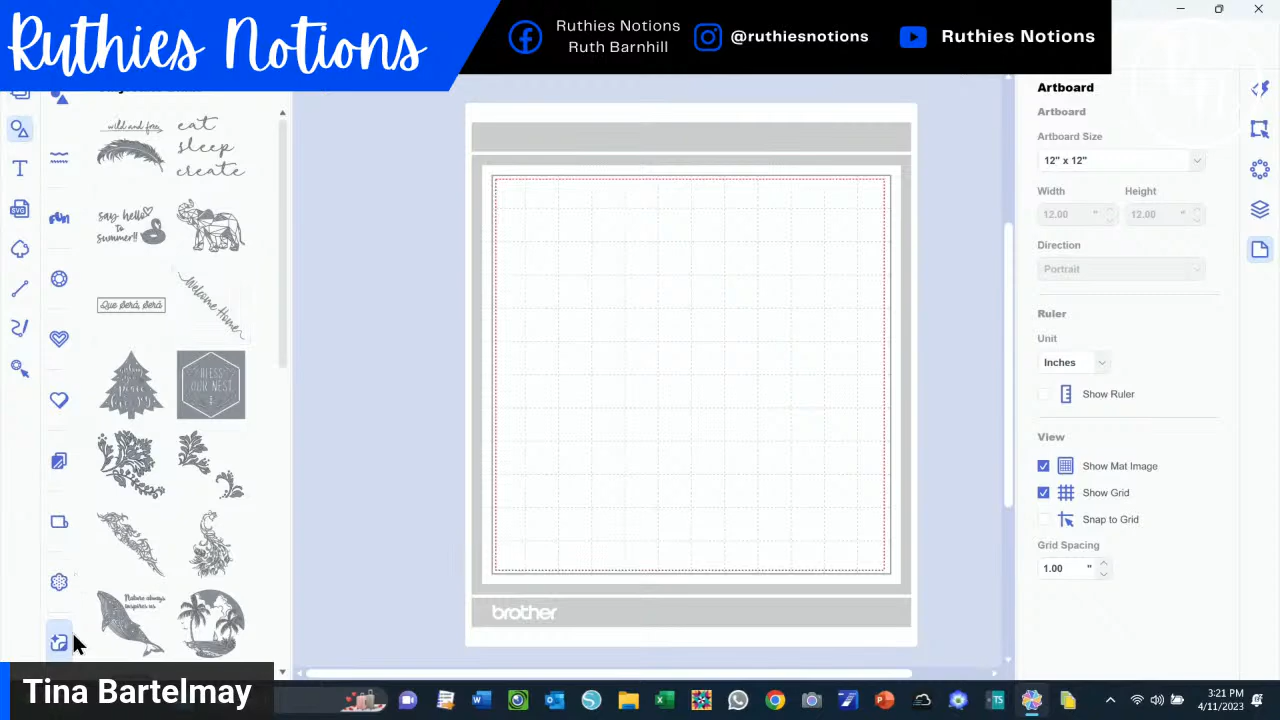 Ruthies Notions
Ruthies Notions
Ruth Barnhill
@ruthiesnotions
Ruthies Notions
wild and free
eat
sleep
create
say hello
to
summer!!
Que Será, Será
Welcome Home
BLESS
OUR NEST
Nature always
inspires us
brother
Artboard
Artboard
Artboard Size
12" x 12"
Width
Height
12.00 "
12.00 "
Direction
Portrait
Ruler
Unit
Inches
Show Ruler
View
Show Mat Image
Show Grid
Snap to Grid
Grid Spacing
1.00 "
T
SVG
Tina Bartelmay
3:21 PM
4/11/2023